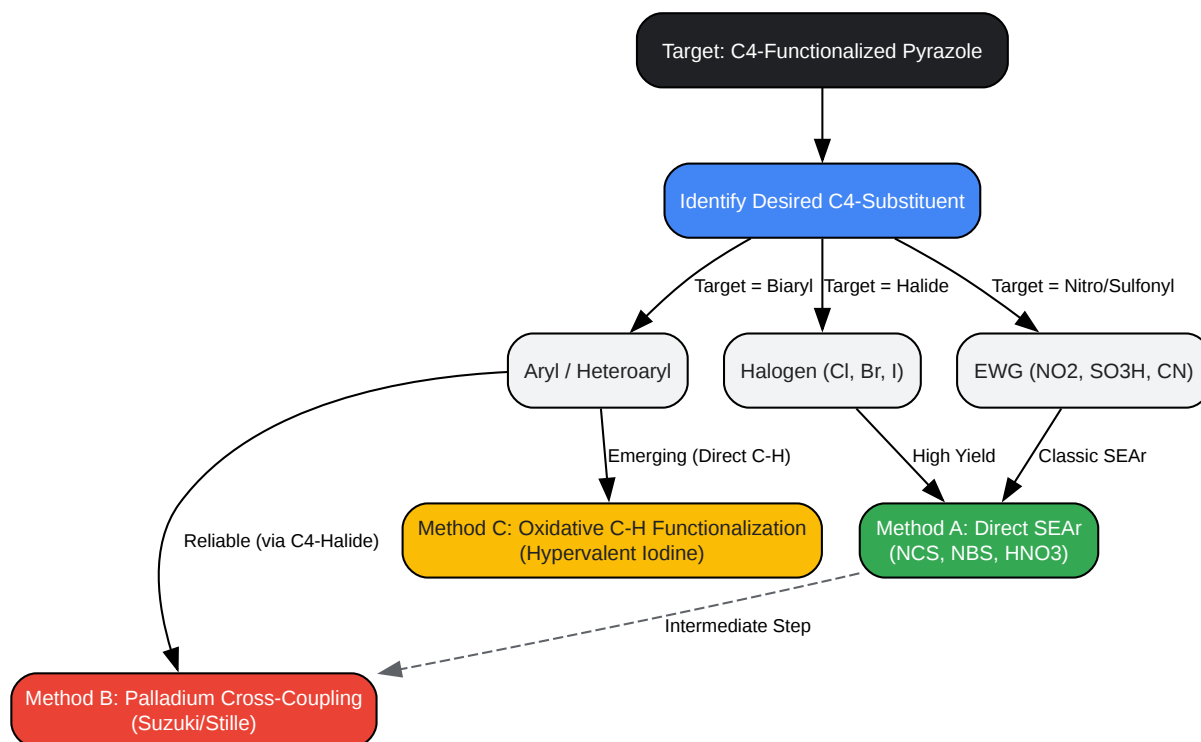 Target: C4-Functionalized Pyrazole
Identify Desired C4-Substituent
Target = Biaryl
Target = Halide
Target = Nitro/Sulfonyl
Aryl / Heteroaryl
Halogen (Cl, Br, I)
EWG (NO2, SO3H, CN)
Emerging (Direct C-H)
High Yield
Classic SEAr
Reliable (via C4-Halide)
Method C: Oxidative C-H Functionalization
(Hypervalent Iodine)
Method A: Direct SEAr
(NCS, NBS, HNO3)
Intermediate Step
Method B: Palladium Cross-Coupling
(Suzuki/Stille)